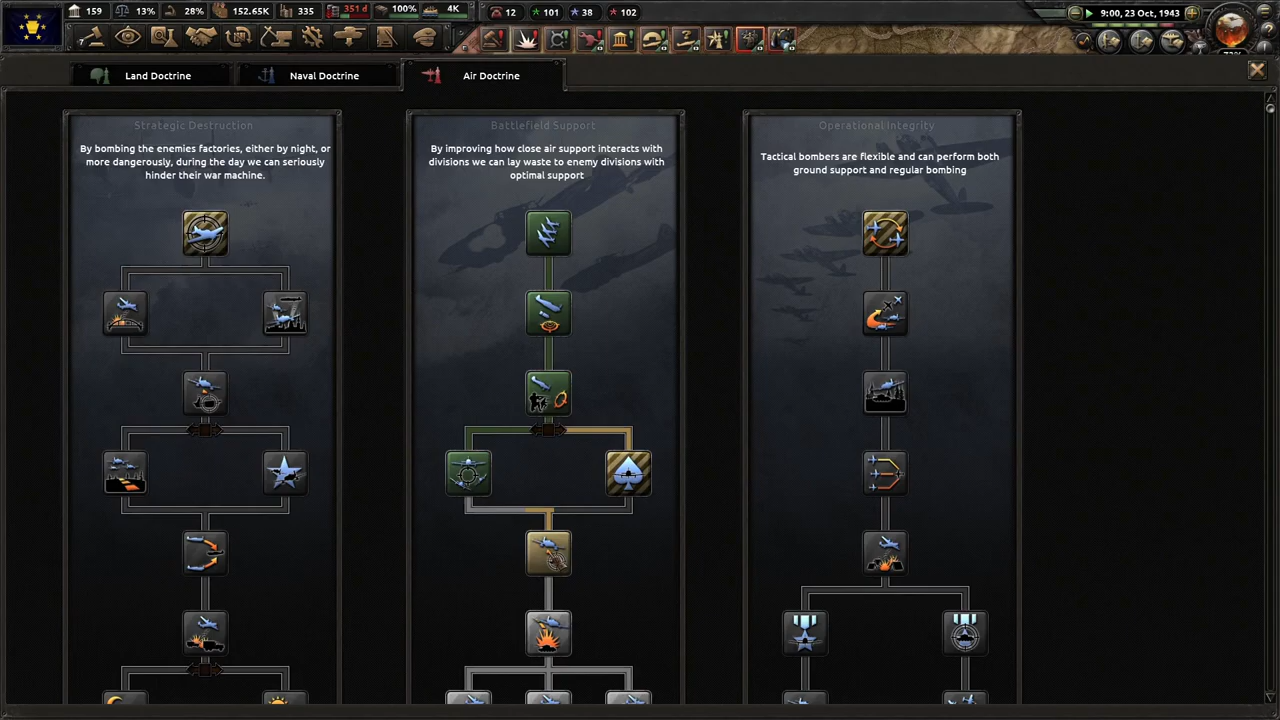 159 13% 28% 152.65K 335 351 d 100% 4K 12 101 38 102 9:00, 23 Oct, 1943
Land Doctrine Naval Doctrine Air Doctrine
Strategic Destruction
By bombing the enemies factories, either by night, or
more dangerously, during the day we can seriously
hinder their war machine.
Battlefield Support
By improving how close air support interacts with
divisions we can lay waste to enemy divisions with
optimal support
Operational Integrity
Tactical bombers are flexible and can perform both
ground support and regular bombing